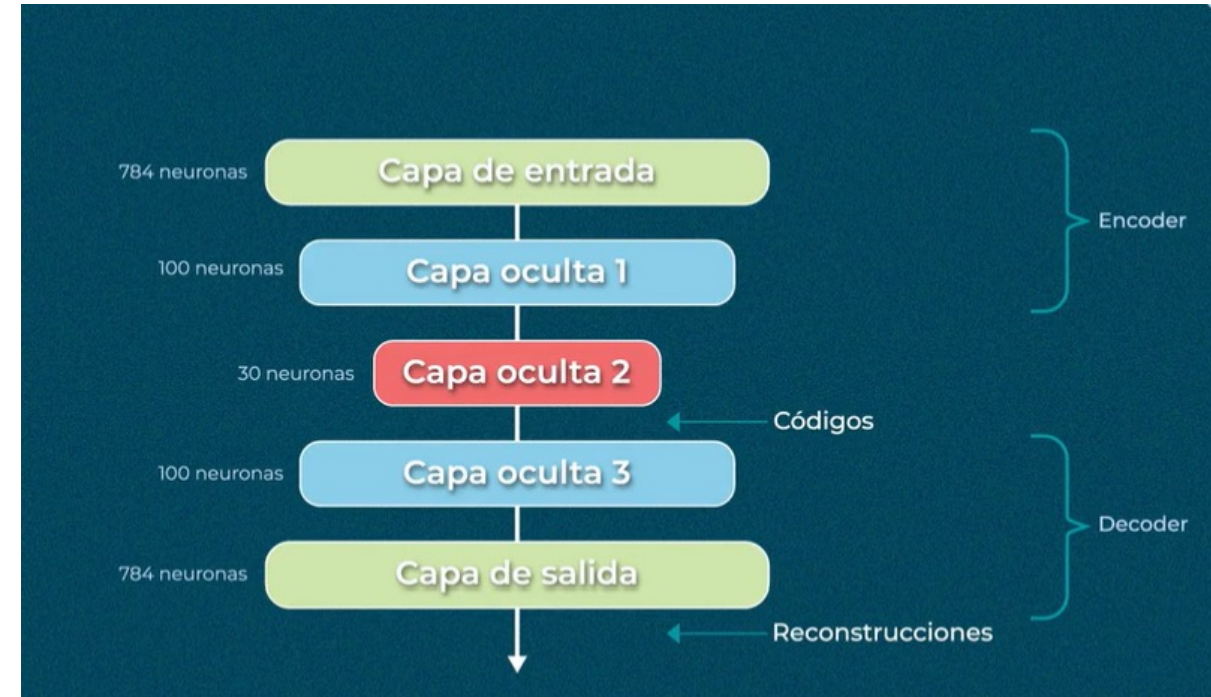 784 neuronas
Capa de entrada
Encoder
100 neuronas
Capa oculta 1
30 neuronas
Capa oculta 2
Códigos
100 neuronas
Capa oculta 3
Decoder
784 neuronas
Capa de salida
Reconstrucciones